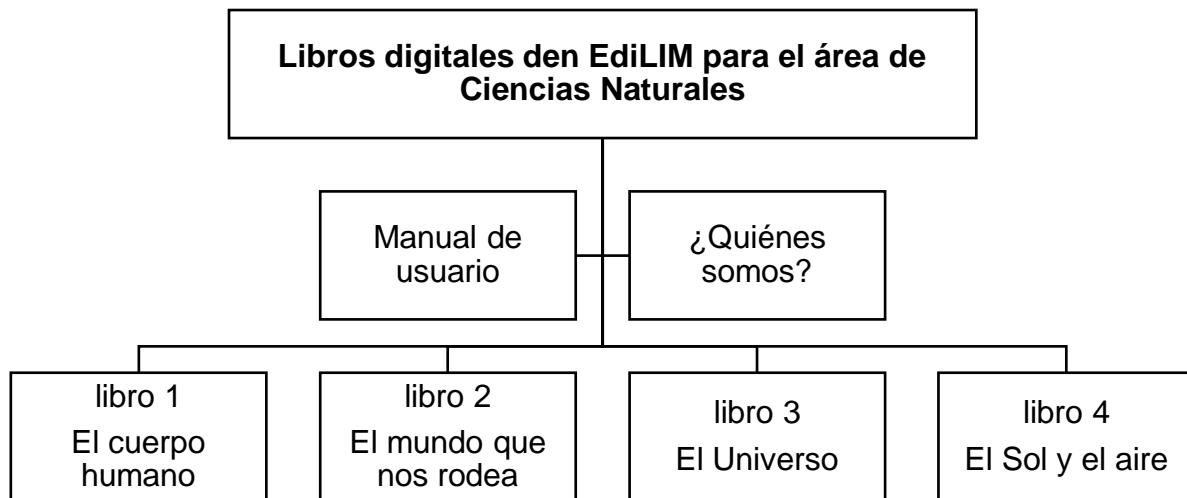 Libros digitales den EdiLIM para el área de
Ciencias Naturales
Manual de
usuario
¿Quiénes
somos?
libro 1
El cuerpo
humano
libro 2
El mundo que
nos rodea
libro 3
El Universo
libro 4
El Sol y el aire